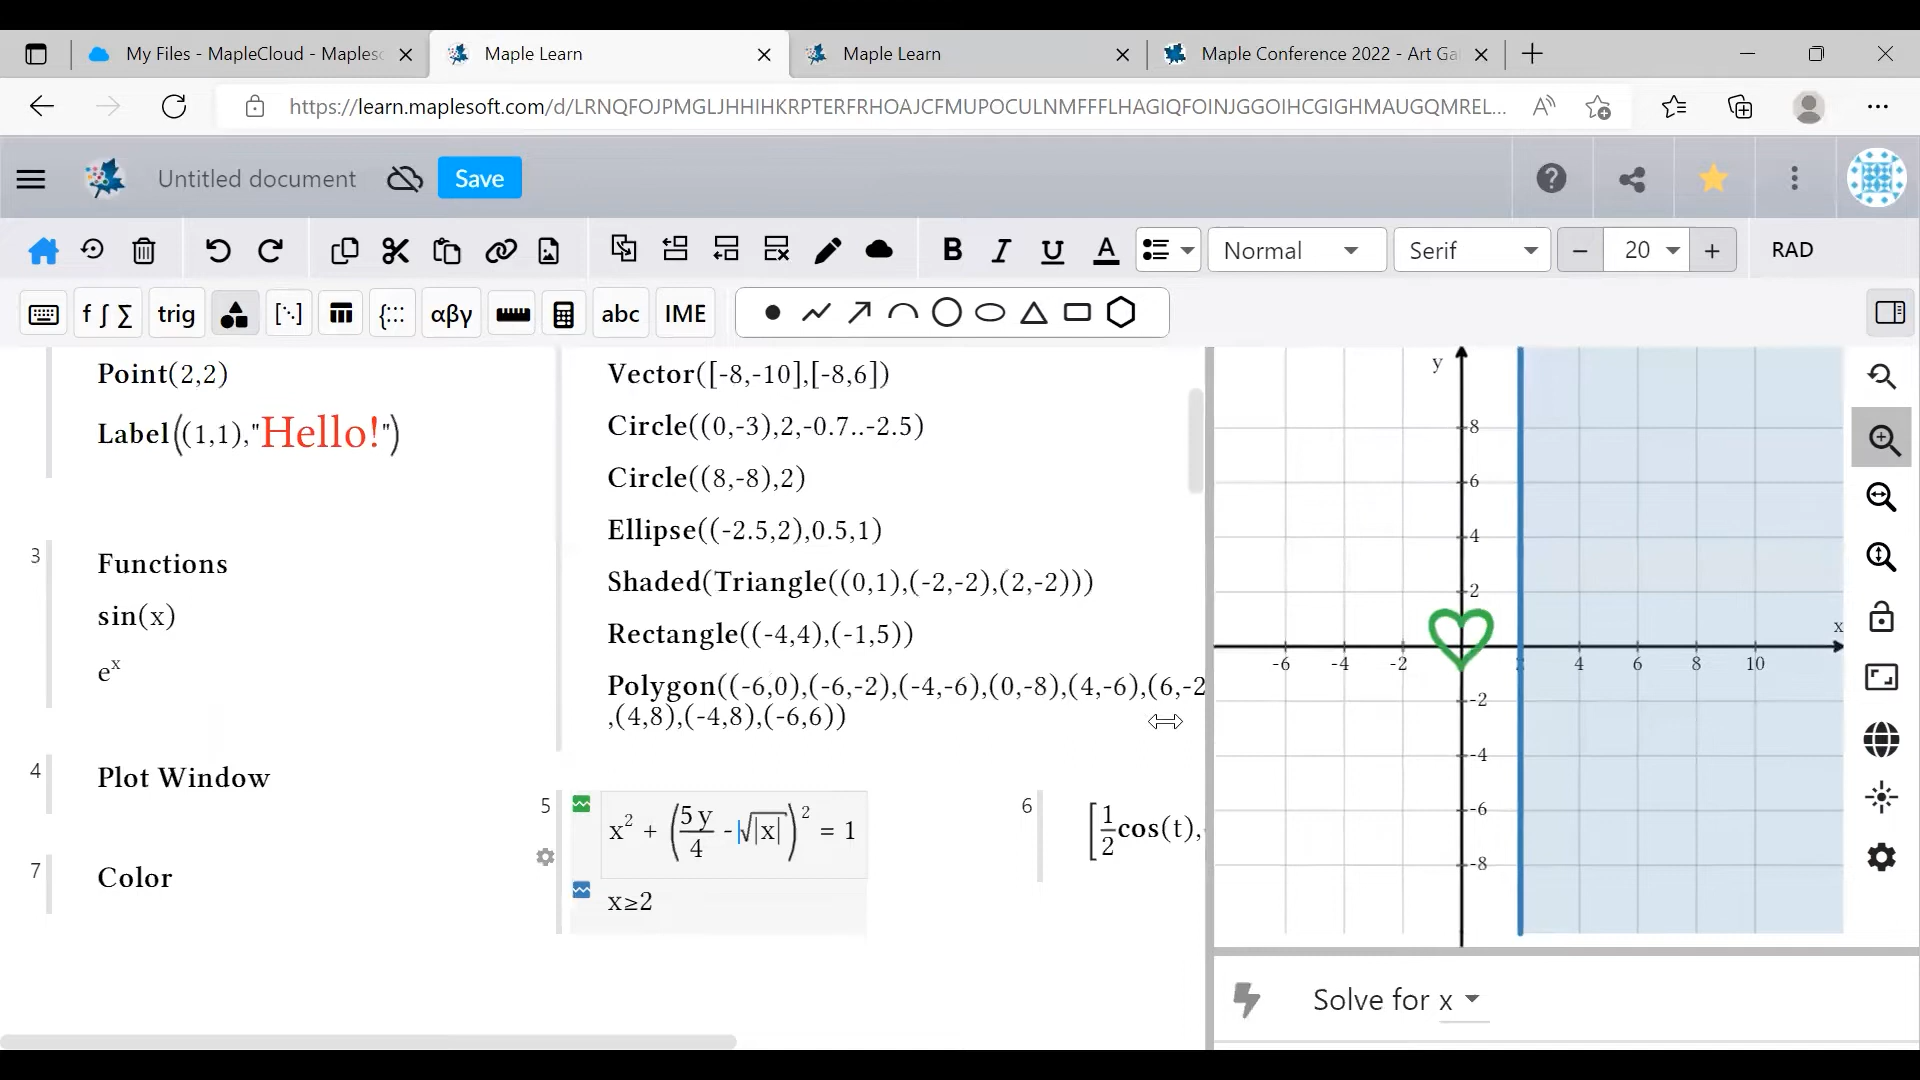 My Files - MapleCloud - Maplesc
Maple Learn
Maple Learn
Maple Conference 2022 - Art Ga
https://learn.maplesoft.com/d/LRNQFOJPMGLJHHIHKRPTERFRHOAJCFMUPOCULNMFFFLHAGIQFOINJGGOIHCGIGHMAUGQMREL...
Untitled document
Save
B I U A Normal Serif 20 RAD
f ∫ ∑ trig αβγ abc IME
Point(2,2)
Label((1,1),"Hello!")
3
Functions
sin(x)
e^x
4
Plot Window
7
Color
Vector([-8,-10],[-8,6])
Circle((0,-3),2,-0.7..-2.5)
Circle((8,-8),2)
Ellipse((-2.5,2),0.5,1)
Shaded(Triangle((0,1),(-2,-2),(2,-2)))
Rectangle((-4,4),(-1,5))
Polygon((-6,0),(-6,-2),(-4,-6),(0,-8),(4,-6),(6,-2
,(4,8),(-4,8),(-6,6))
5
x² + (5y/4 - √|x|)² = 1
x≥2
6
[1/2 cos(t),
y
8
6
4
2
x
-6 -4 -2 2 4 6 8 10
-2
-4
-6
-8
Solve for x